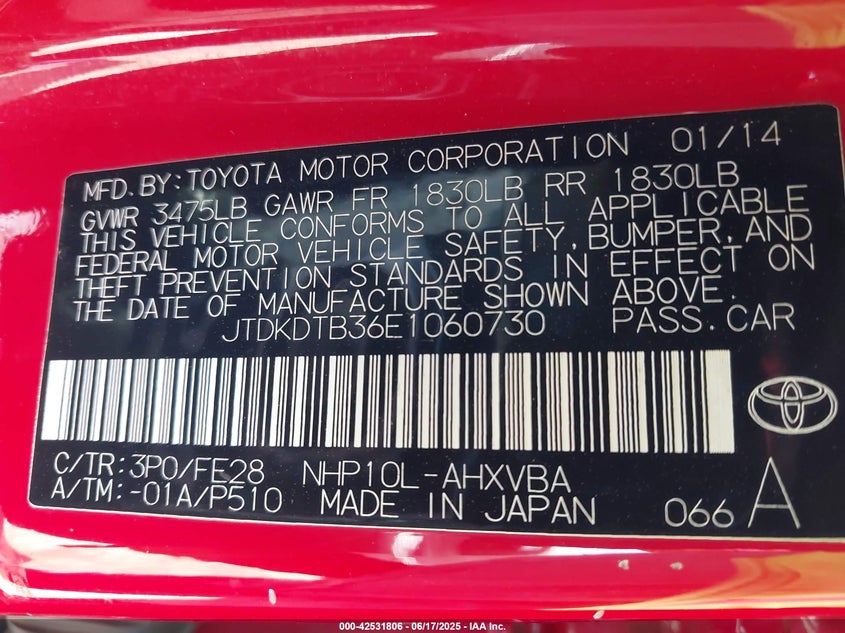 MFD. BY: TOYOTA MOTOR CORPORATION 01/14
GVWR 3475LB GAWR FR 1830LB RR 1830LB
THIS VEHICLE CONFORMS TO ALL APPLICABLE
FEDERAL MOTOR VEHICLE SAFETY, BUMPER, AND
THEFT PREVENTION STANDARDS IN EFFECT ON
THE DATE OF MANUFACTURE SHOWN ABOVE.
JTDKDTB36E1060730 PASS. CAR
C/TR: 3P0/FE28 NHP10L-AHXVBA
A/TM: -01A/P510 MADE IN JAPAN 066 A
000-42531806 - 06/17/2025 - IAA Inc.